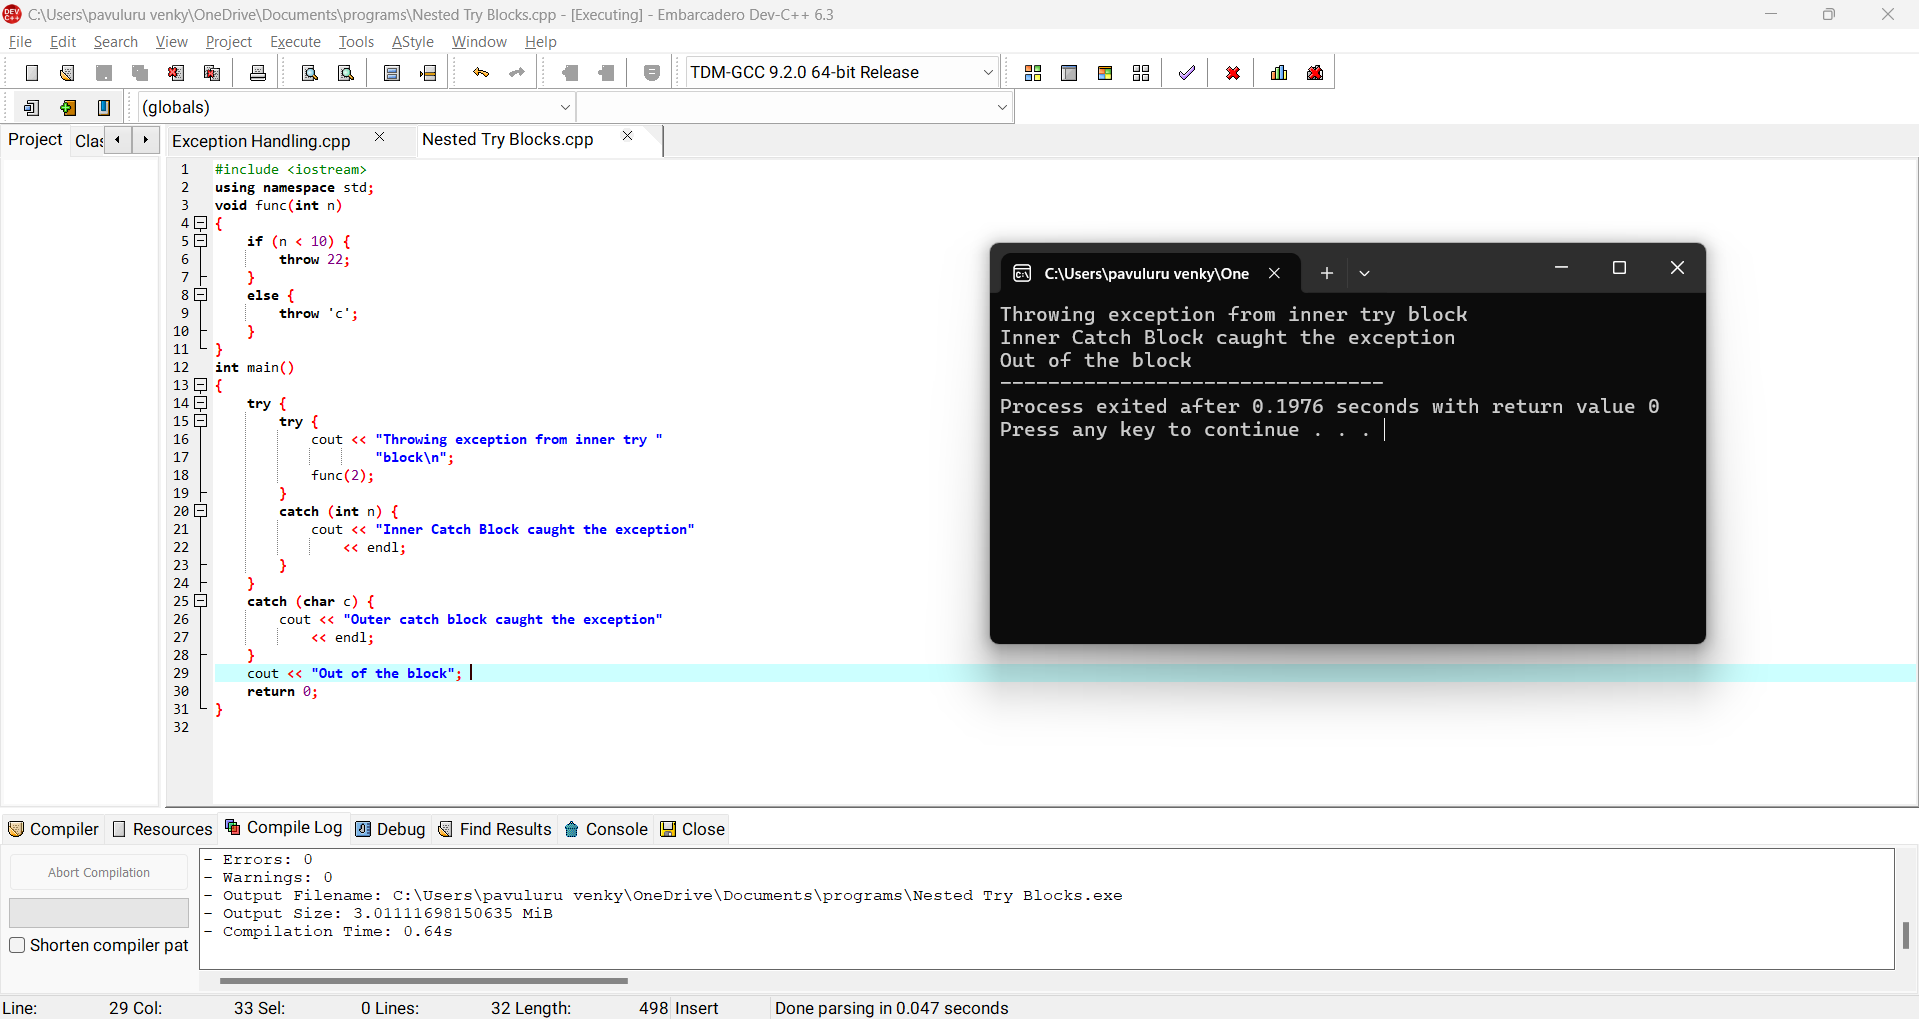 C:\Users\pavuluru venky\OneDrive\Documents\programs\Nested Try Blocks.cpp - [Executing] - Embarcadero Dev-C++ 6.3
File Edit Search View Project Execute Tools AStyle Window Help
TDM-GCC 9.2.0 64-bit Release
(globals)
Project Clas
Exception Handling.cpp Nested Try Blocks.cpp
1 #include <iostream>
2 using namespace std;
3 void func(int n)
4 {
5     if (n < 10) {
6         throw 22;
7     }
8     else {
9         throw 'c';
10     }
11 }
12 int main()
13 {
14     try {
15         try {
16             cout << "Throwing exception from inner try "
17                     "block\n";
18             func(2);
19         }
20         catch (int n) {
21             cout << "Inner Catch Block caught the exception"
22                 << endl;
23         }
24     }
25     catch (char c) {
26         cout << "Outer catch block caught the exception"
27             << endl;
28     }
29     cout << "Out of the block";
30     return 0;
31 }
32
C:\Users\pavuluru venky\One
Throwing exception from inner try block
Inner Catch Block caught the exception
Out of the block
--------------------------------
Process exited after 0.1976 seconds with return value 0
Press any key to continue . . .
Compiler Resources Compile Log Debug Find Results Console Close
Abort Compilation
Shorten compiler pat
- Errors: 0
- Warnings: 0
- Output Filename: C:\Users\pavuluru venky\OneDrive\Documents\programs\Nested Try Blocks.exe
- Output Size: 3.01111698150635 MiB
- Compilation Time: 0.64s
Line: 29 Col: 33 Sel: 0 Lines: 32 Length: 498 Insert Done parsing in 0.047 seconds